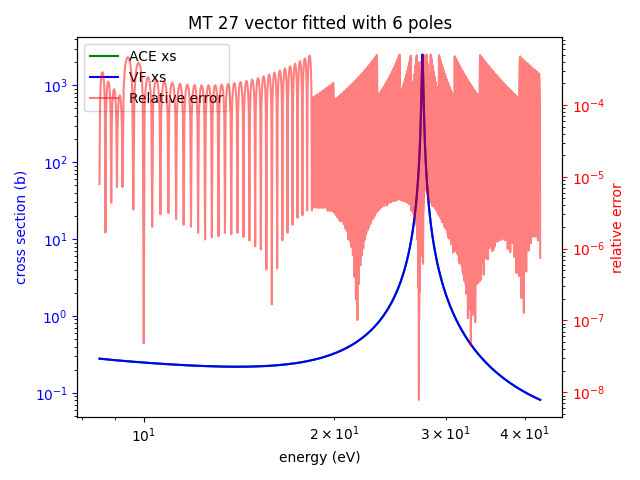 MT 27 vector fitted with 6 poles
ACE xs
VF xs
Relative error
cross section (b)
10³
10²
10¹
10⁰
10⁻¹
10⁻⁴
10⁻⁵
10⁻⁶
10⁻⁷
10⁻⁸
relative error
10¹
2 × 10¹
3 × 10¹
4 × 10¹
energy (eV)